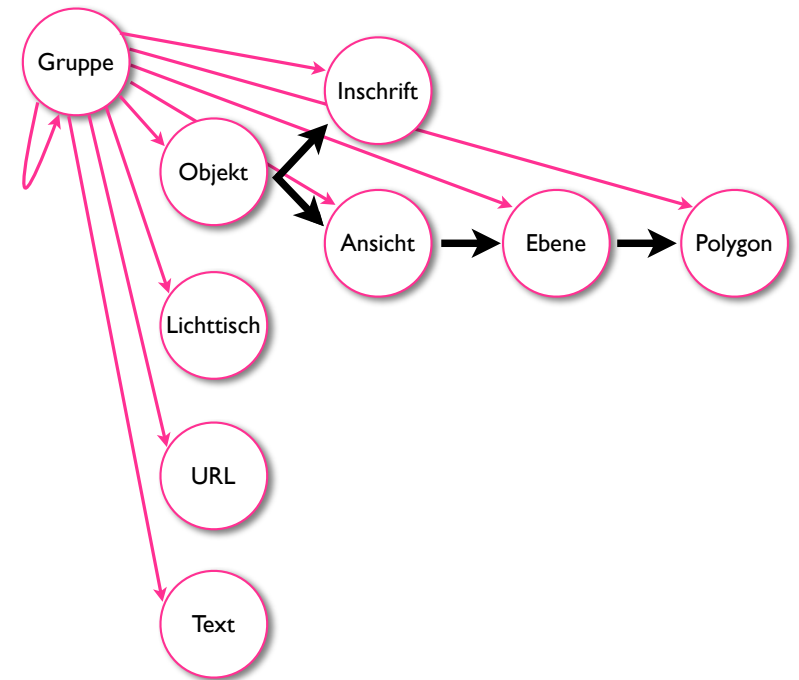 Gruppe
Inschrift
Objekt
Ansicht
Ebene
Polygon
Lichttisch
URL
Text